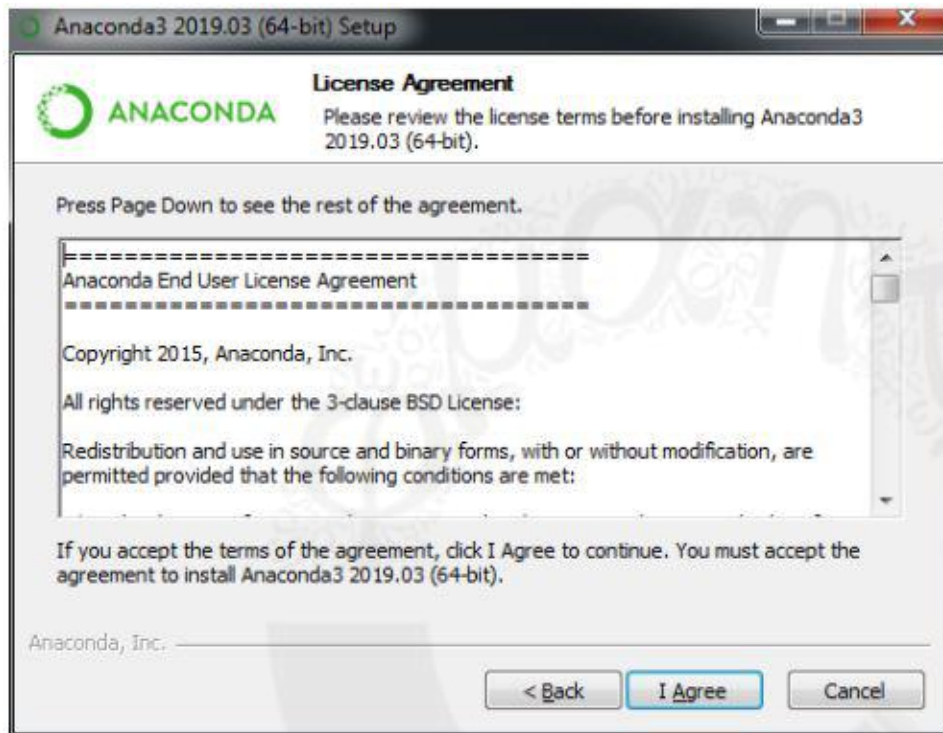 Anaconda3 2019.03 (64-bit) Setup
ANACONDA
License Agreement
Please review the license terms before installing Anaconda3
2019.03 (64-bit).
Press Page Down to see the rest of the agreement.
===================================
Anaconda End User License Agreement
===================================
Copyright 2015, Anaconda, Inc.
All rights reserved under the 3-clause BSD License:
Redistribution and use in source and binary forms, with or without modification, are
permitted provided that the following conditions are met:
If you accept the terms of the agreement, click I Agree to continue. You must accept the
agreement to install Anaconda3 2019.03 (64-bit).
Anaconda, Inc.
< Back
I Agree
Cancel